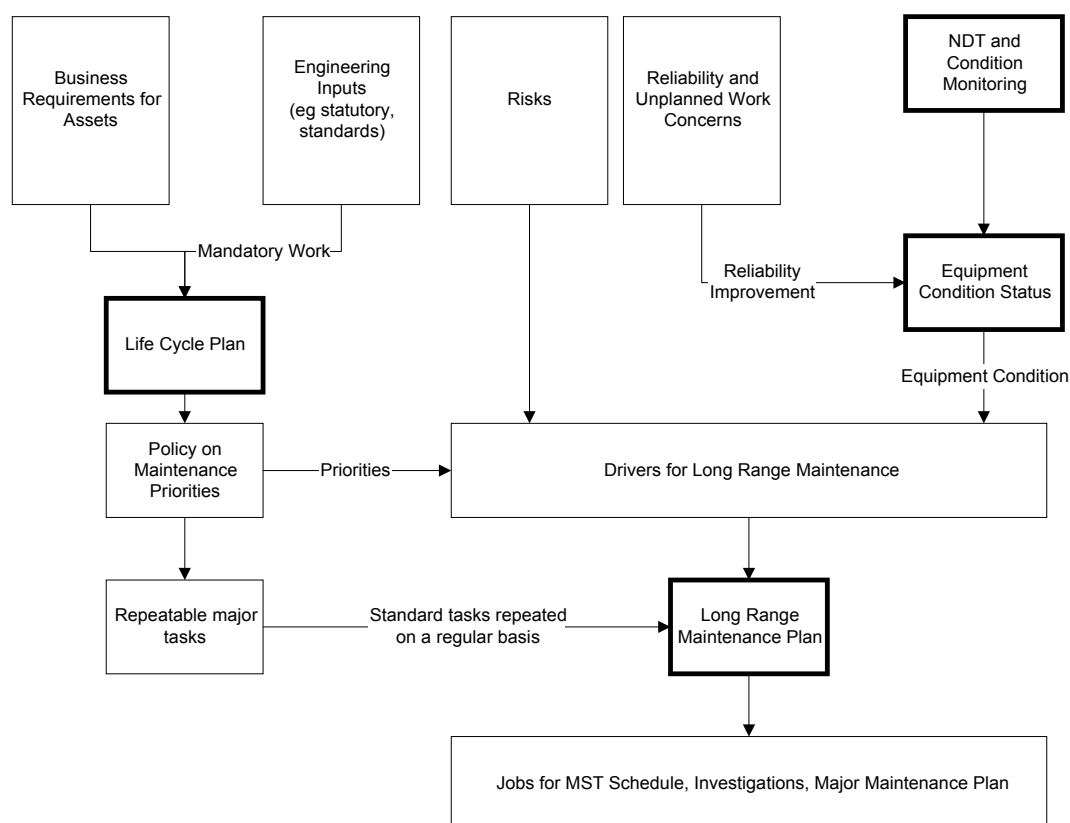 Business
Requirements for
Assets
Engineering
Inputs
(eg statutory,
standards)
Risks
Reliability and
Unplanned Work
Concerns
NDT and
Condition
Monitoring
Mandatory Work
Reliability
Improvement
Equipment
Condition Status
Life Cycle Plan
Equipment Condition
Policy on
Maintenance
Priorities
Priorities
Drivers for Long Range Maintenance
Repeatable major
tasks
Standard tasks repeated
on a regular basis
Long Range
Maintenance Plan
Jobs for MST Schedule, Investigations, Major Maintenance Plan